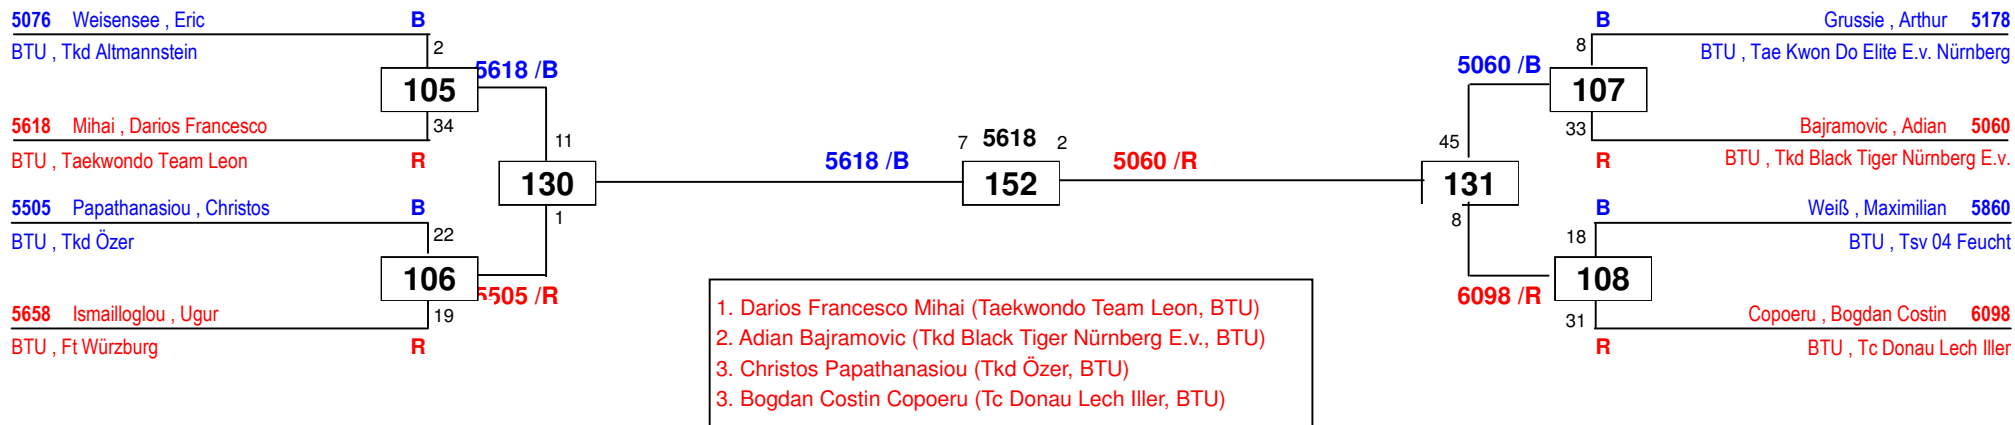 5076 Weisensee , Eric B
BTU , Tkd Altmannstein
2
105
5618 /B
34
5618 Mihai , Darios Francesco
BTU , Taekwondo Team Leon R
11
130
1
5505 Papathanasiou , Christos B
BTU , Tkd Özer
22
106
5505 /R
19
5658 Ismailloglou , Ugur
BTU , Ft Würzburg R
5618 /B
7 5618 2
152
5060 /R
B Grussie , Arthur 5178
8
BTU , Tae Kwon Do Elite E.v. Nürnberg
5060 /B
107
33
Bajramovic , Adian 5060
R BTU , Tkd Black Tiger Nürnberg E.v.
45
131
8
B Weiß , Maximilian 5860
18
BTU , Tsv 04 Feucht
108
6098 /R
31
Copoeru , Bogdan Costin 6098
R BTU , Tc Donau Lech Iller
1. Darios Francesco Mihai (Taekwondo Team Leon, BTU)
2. Adian Bajramovic (Tkd Black Tiger Nürnberg E.v., BTU)
3. Christos Papathanasiou (Tkd Özer, BTU)
3. Bogdan Costin Copoeru (Tc Donau Lech Iller, BTU)